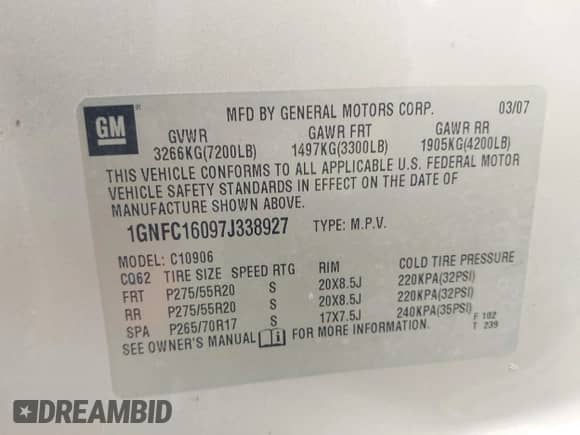 GM
MFD BY GENERAL MOTORS CORP. 03/07
GVWR GAWR FRT GAWR RR
3266KG(7200LB) 1497KG(3300LB) 1905KG(4200LB)
THIS VEHICLE CONFORMS TO ALL APPLICABLE U.S. FEDERAL MOTOR
VEHICLE SAFETY STANDARDS IN EFFECT ON THE DATE OF
MANUFACTURE SHOWN ABOVE.
1GNFC16097J338927 TYPE: M.P.V.
MODEL: C10906
CQ62 TIRE SIZE SPEED RTG RIM COLD TIRE PRESSURE
FRT P275/55R20 S 20X8.5J 220KPA(32PSI)
RR P275/55R20 S 20X8.5J 220KPA(32PSI)
SPA P265/70R17 S 17X7.5J 240KPA(35PSI)
SEE OWNER'S MANUAL FOR MORE INFORMATION.
F 102
T 239
DREAMBID